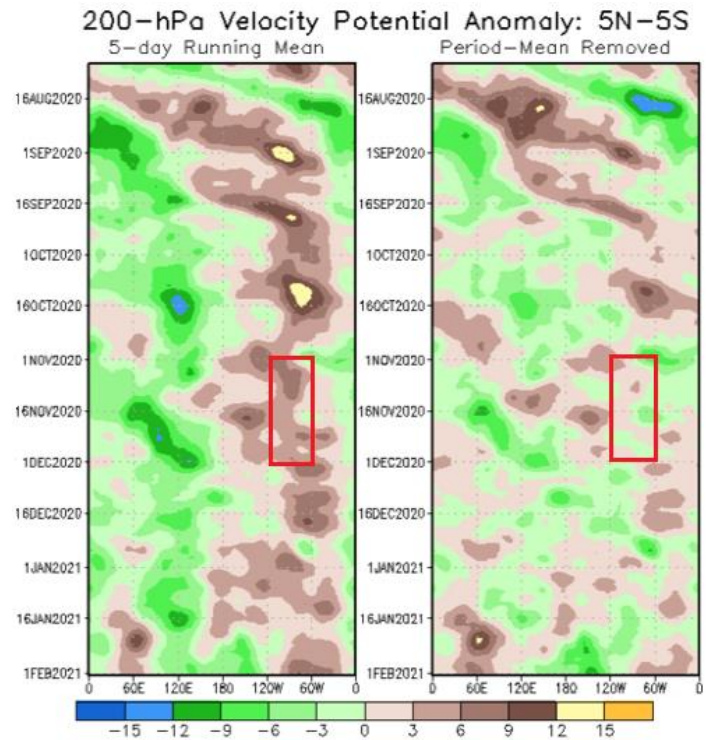 200-hPa Velocity Potential Anomaly: 5N-5S
5-day Running Mean
Period-Mean Removed
16AUG2020
1SEP2020
16SEP2020
1OCT2020
16OCT2020
1NOV2020
16NOV2020
1DEC2020
16DEC2020
1JAN2021
16JAN2021
1FEB2021
0 60E 120E 180 120W 60W 0
16AUG2020
1SEP2020
16SEP2020
1OCT2020
16OCT2020
1NOV2020
16NOV2020
1DEC2020
16DEC2020
1JAN2021
16JAN2021
1FEB2021
0 60E 120E 180 120W 60W 0
-15 -12 -9 -6 -3 0 3 6 9 12 15